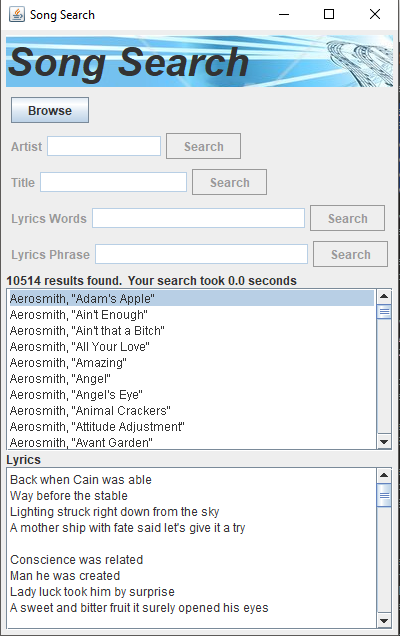 Song Search
Song Search
Browse
Artist Search
Title Search
Lyrics Words Search
Lyrics Phrase Search
10514 results found. Your search took 0.0 seconds
Aerosmith, "Adam's Apple"
Aerosmith, "Ain't Enough"
Aerosmith, "Ain't that a Bitch"
Aerosmith, "All Your Love"
Aerosmith, "Amazing"
Aerosmith, "Angel"
Aerosmith, "Angel's Eye"
Aerosmith, "Animal Crackers"
Aerosmith, "Attitude Adjustment"
Aerosmith, "Avant Garden"
Lyrics
Back when Cain was able
Way before the stable
Lighting struck right down from the sky
A mother ship with fate said let's give it a try
Conscience was related
Man he was created
Lady luck took him by surprise
A sweet and bitter fruit it surely opened his eyes